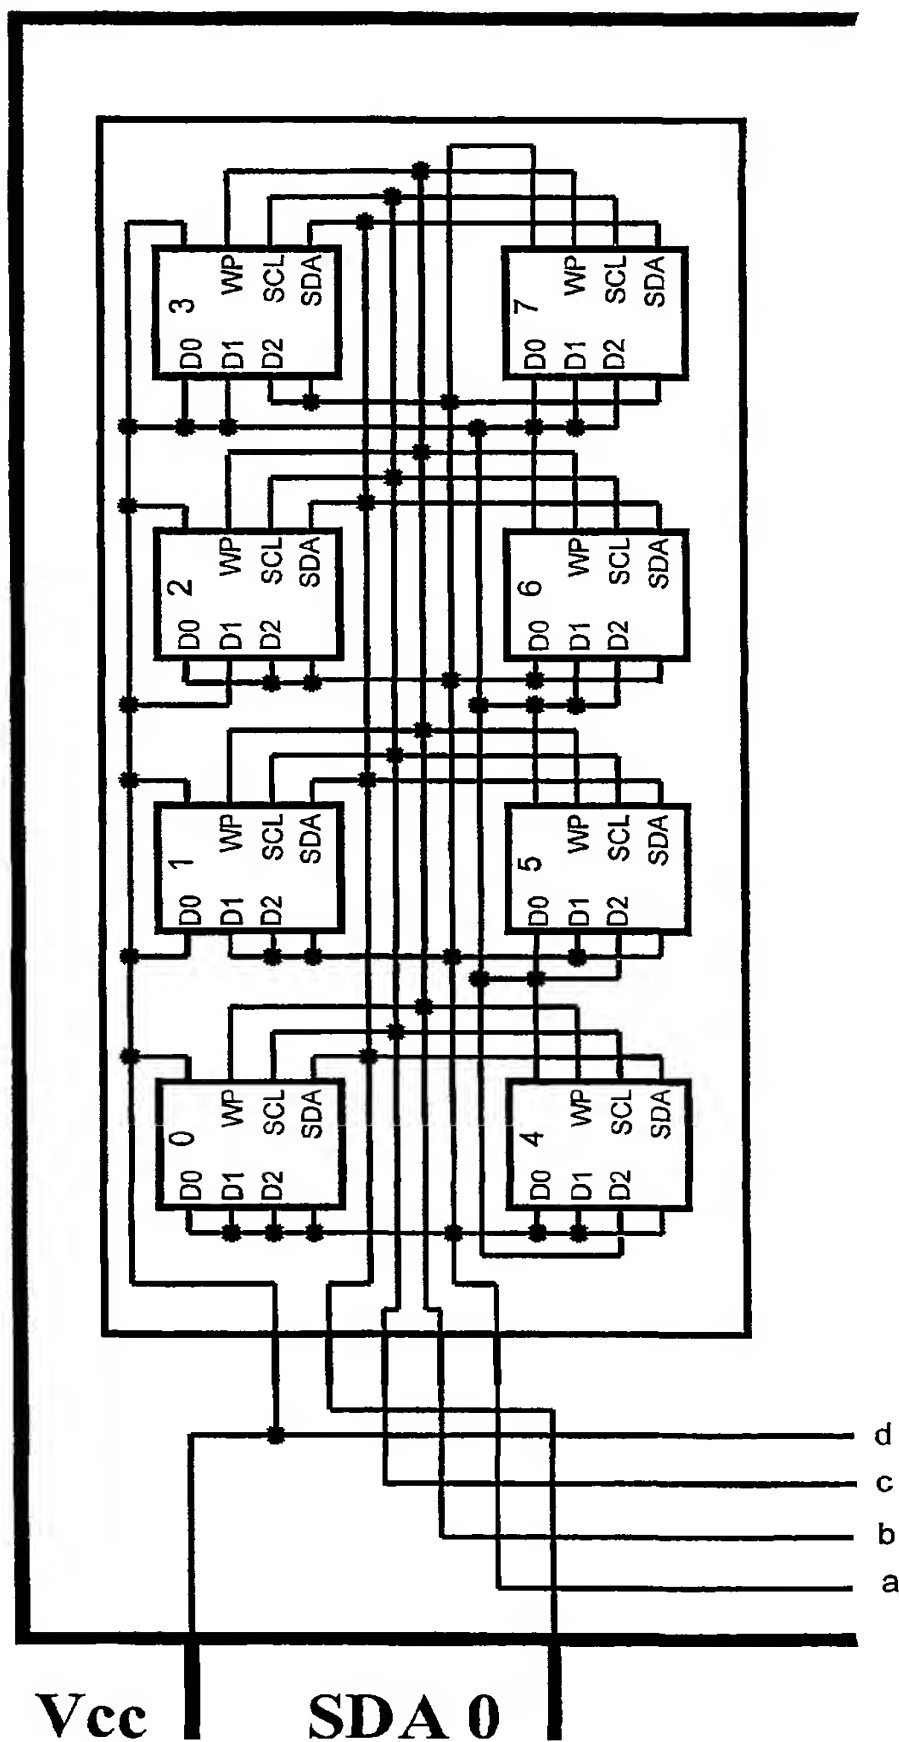 3 WP SCL SDA
D0 D1 D2
7 WP SCL SDA
D0 D1 D2
2 WP SCL SDA
D0 D1 D2
6 WP SCL SDA
D0 D1 D2
1 WP SCL SDA
D0 D1 D2
5 WP SCL SDA
D0 D1 D2
0 WP SCL SDA
D0 D1 D2
4 WP SCL SDA
D0 D1 D2
d
c
b
a
Vcc SDA 0